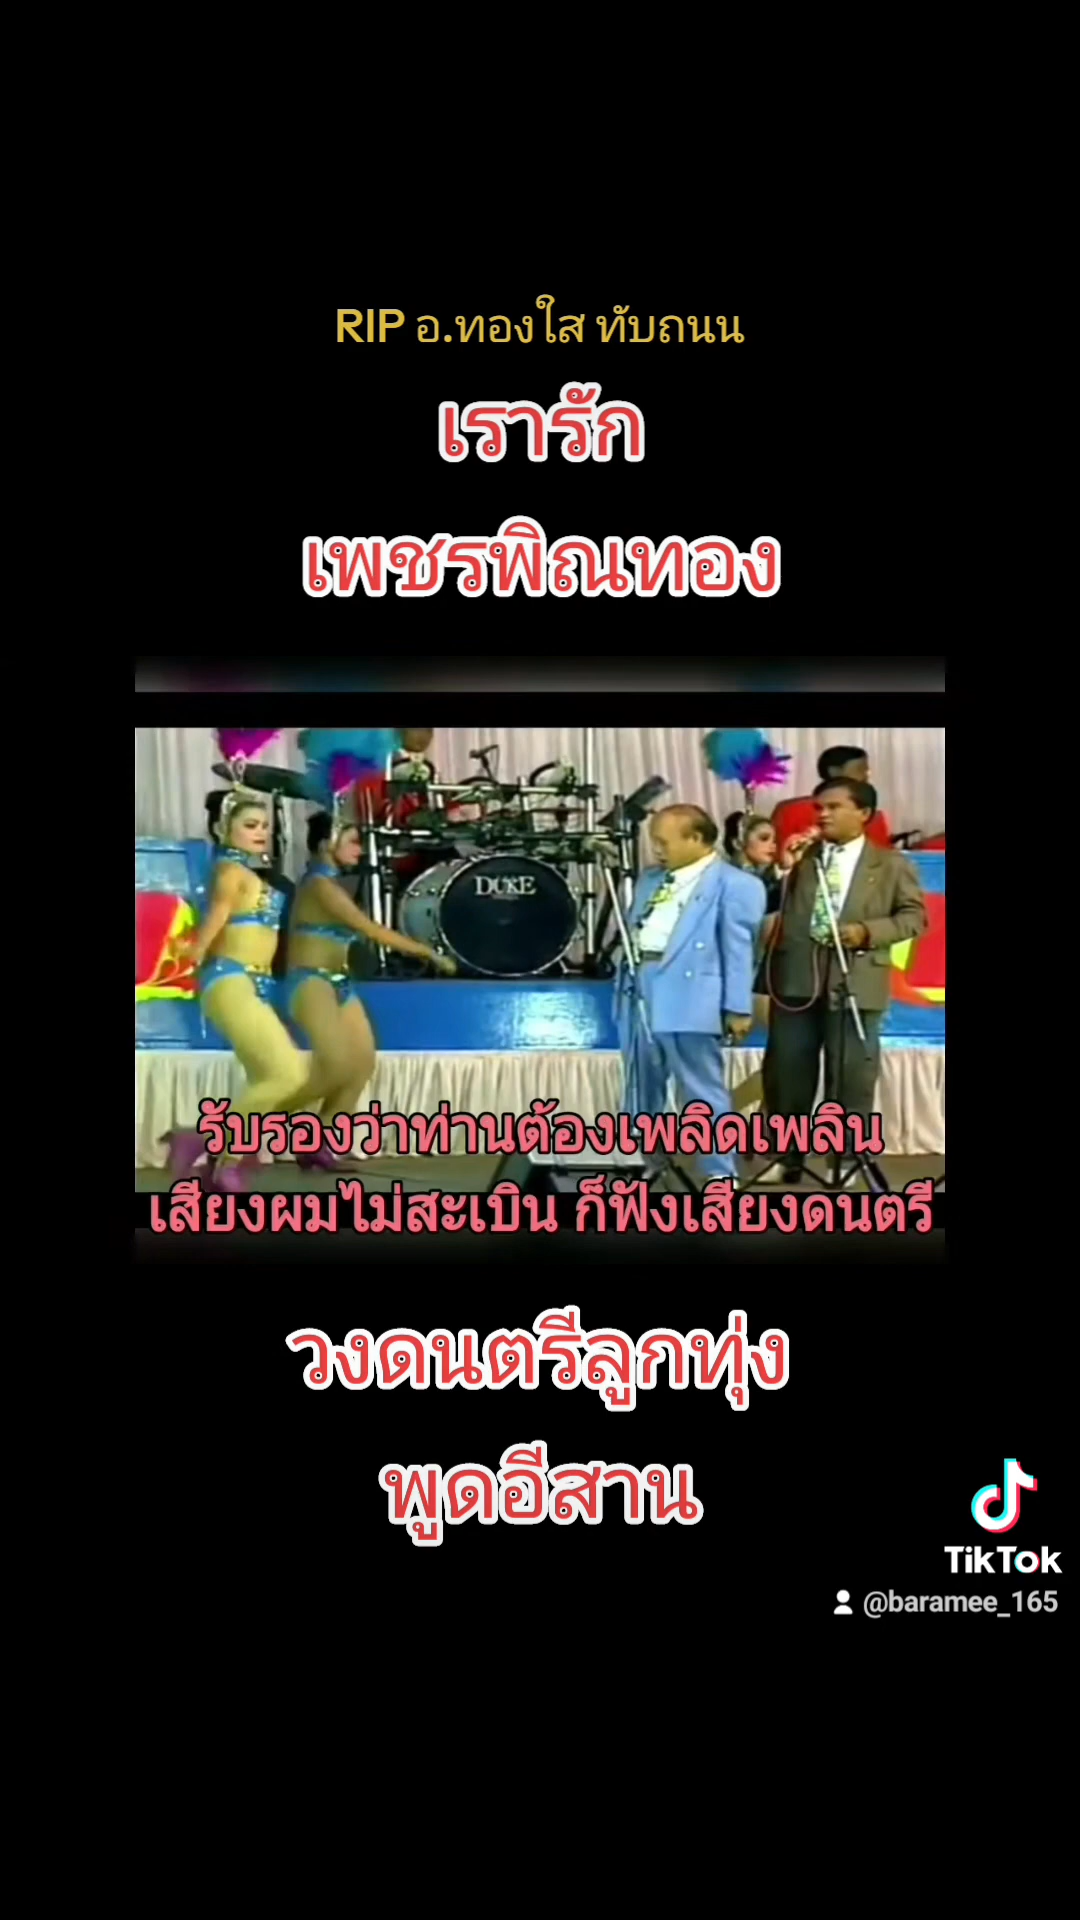 RIP อ.ทองใส ทับถนน
เรารัก
เพชรพิณทอง
DUKE
รับรองว่าท่านต้องเพลิดเพลิน
เสียงผมไม่สะเบิน ก็ฟังเสียงดนตรี
วงดนตรีลูกทุ่ง
พูดอีสาน
TikTok
@baramee_165